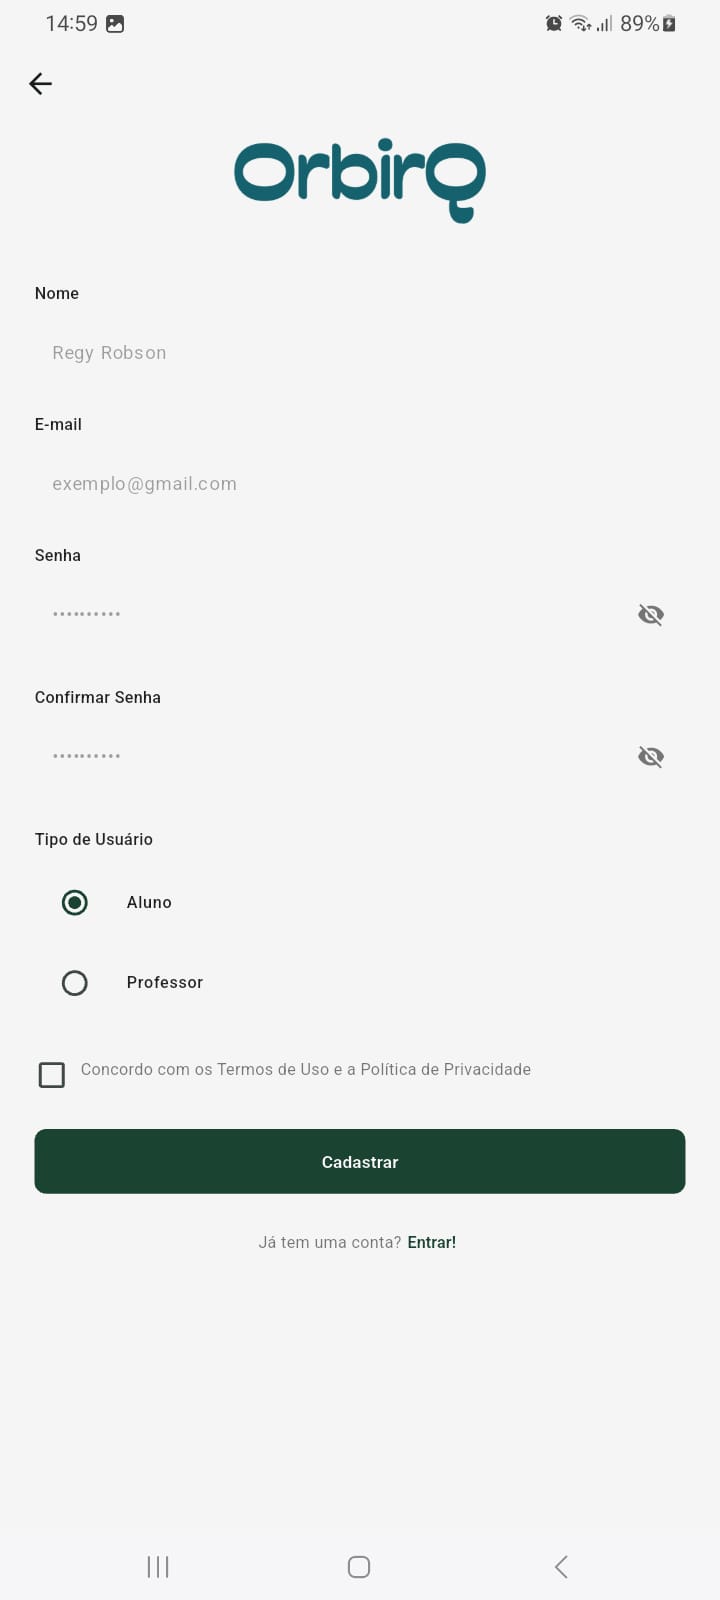 14:59
89%
OrbirQ
Nome
Regy Robson
E-mail
exemplo@gmail.com
Senha
••••••••••
Confirmar Senha
••••••••••
Tipo de Usuário
Aluno
Professor
Concordo com os Termos de Uso e a Política de Privacidade
Cadastrar
Já tem uma conta? Entrar!